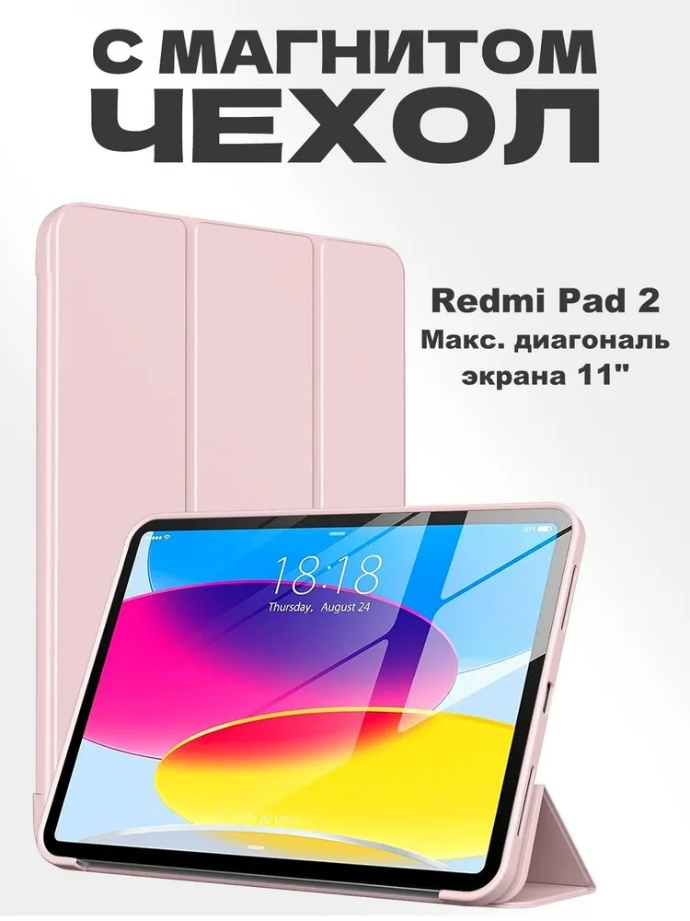 С МАГНИТОМ
ЧЕХОЛ
Redmi Pad 2
Макс. диагональ
экрана 11"
18:18
Thursday, August 24